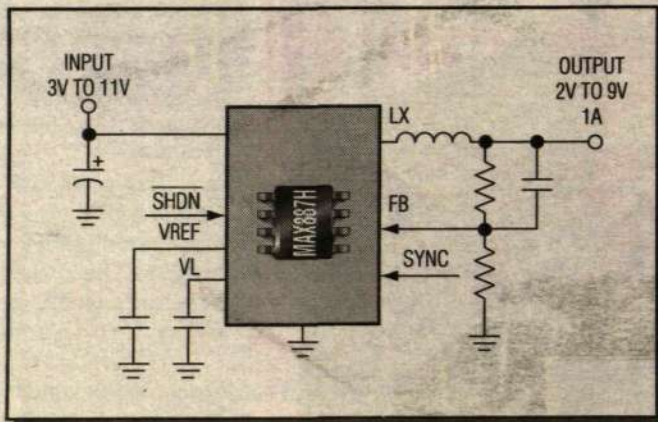 INPUT
3V TO 11V
OUTPUT
2V TO 9V
1A
LX
SHDN
VREF
FB
MAX887H
VL
SYNC
+